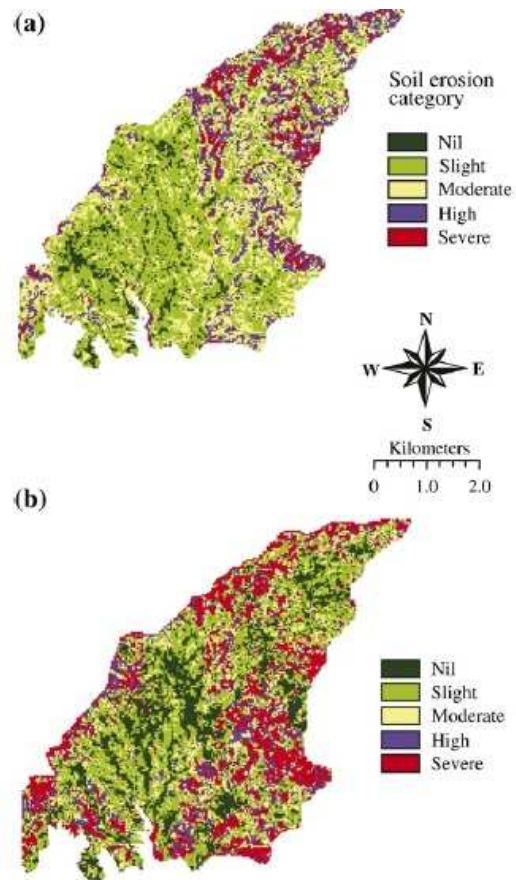 (a)
Soil erosion
category
Nil
Slight
Moderate
High
Severe
N
W E
S
Kilometers
0 1.0 2.0
(b)
Nil
Slight
Moderate
High
Severe